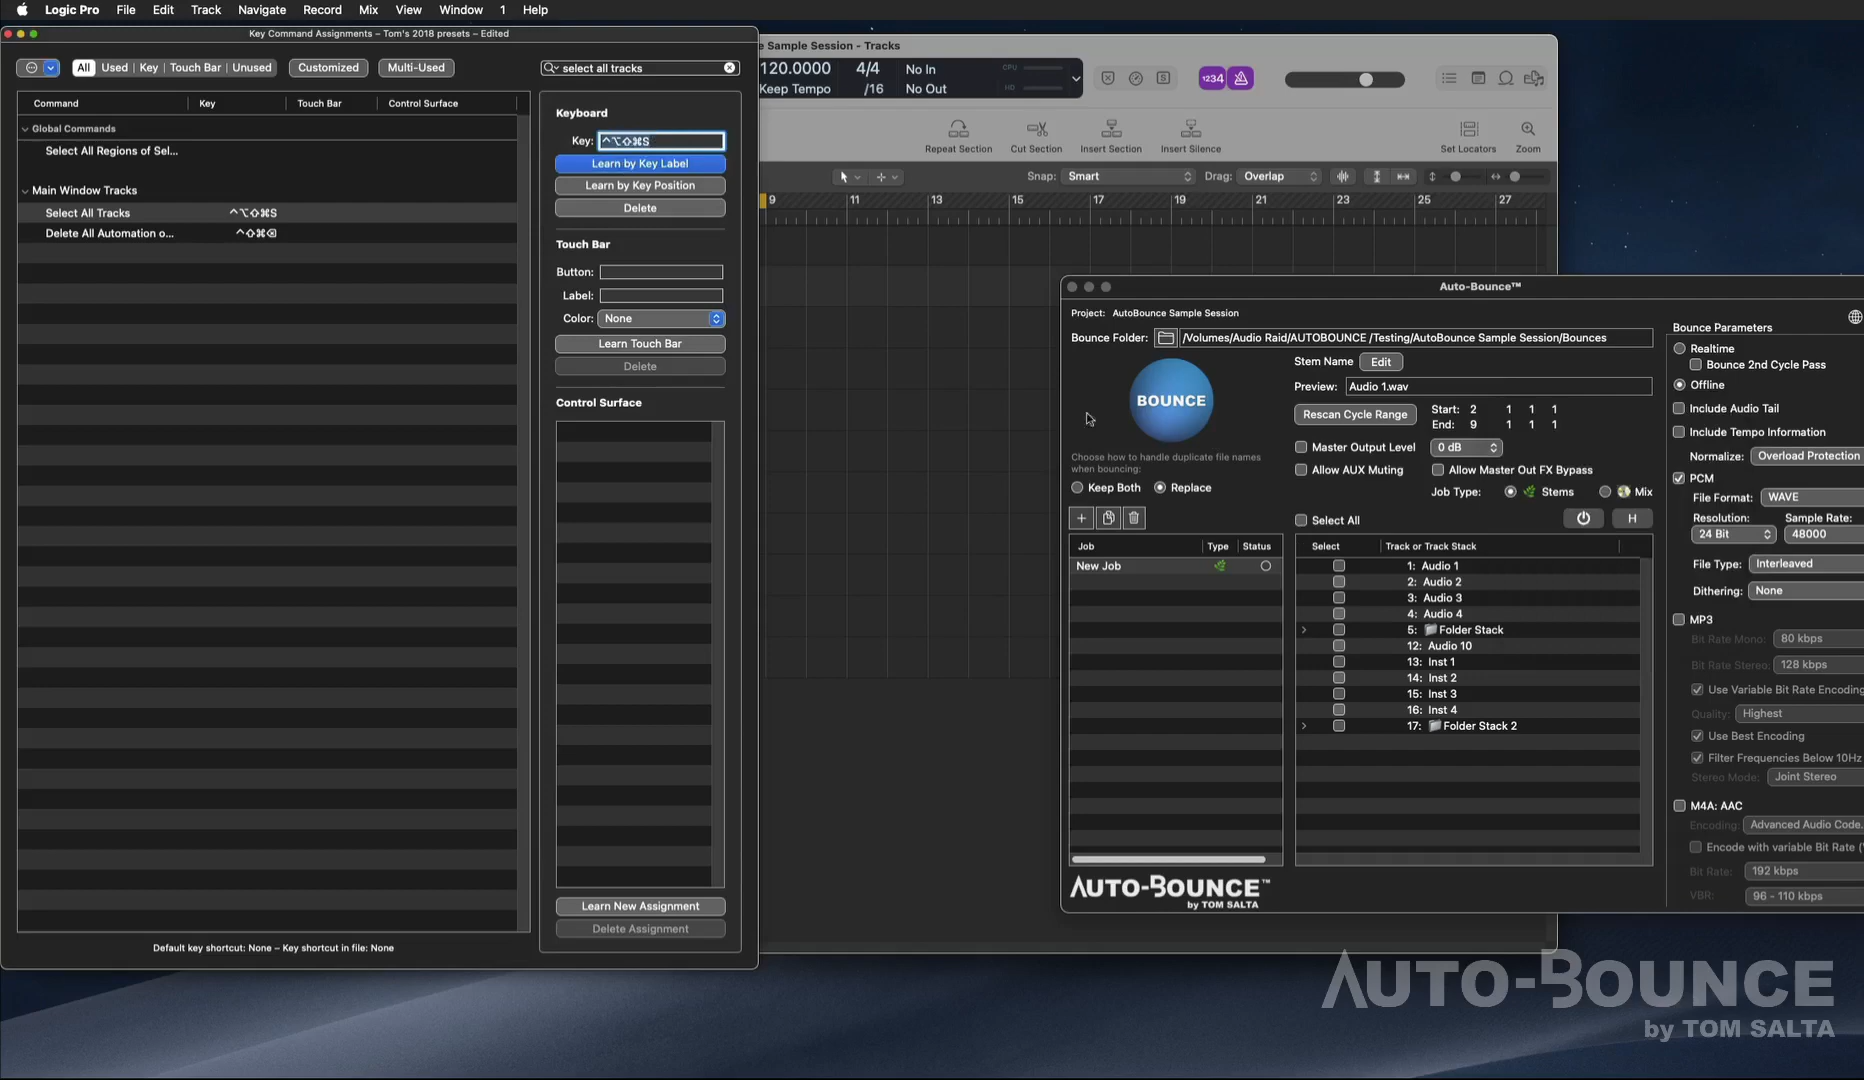 Logic Pro File Edit Track Navigate Record Mix View Window 1 Help
Key Command Assignments – Tom's 2018 presets – Edited
All Used Key Touch Bar Unused Customized Multi-Used
select all tracks
Command Key Touch Bar Control Surface
Global Commands
Select All Regions of Sel...
Main Window Tracks
Select All Tracks ⌃⌥⇧⌘S
Delete All Automation o... ⌃⇧⌘⌫
Default key shortcut: None – Key shortcut in file: None
Keyboard
Key: ⌃⌥⇧⌘S
Learn by Key Label
Learn by Key Position
Delete
Touch Bar
Button:
Label:
Color: None
Learn Touch Bar
Delete
Control Surface
Learn New Assignment
Delete Assignment
e Sample Session - Tracks
120.0000 4/4 No In CPU
Keep Tempo /16 No Out HD
1234
Repeat Section Cut Section Insert Section Insert Silence Set Locators Zoom
Snap: Smart Drag: Overlap
9 11 13 15 17 19 21 23 25 27
Auto-Bounce™
Project: AutoBounce Sample Session
Bounce Folder: /Volumes/Audio Raid/AUTOBOUNCE /Testing/AutoBounce Sample Session/Bounces
BOUNCE
Choose how to handle duplicate file names
when bouncing:
Keep Both Replace
Stem Name Edit
Preview: Audio 1.wav
Rescan Cycle Range Start: 2 1 1 1
End: 9 1 1 1
Master Output Level 0 dB
Allow AUX Muting Allow Master Out FX Bypass
Job Type: Stems Mix
Select All H
Job Type Status
New Job
Select Track or Track Stack
1: Audio 1
2: Audio 2
3: Audio 3
4: Audio 4
5: Folder Stack
12: Audio 10
13: Inst 1
14: Inst 2
15: Inst 3
16: Inst 4
17: Folder Stack 2
AUTO-BOUNCE™
by TOM SALTA
Bounce Parameters
Realtime
Bounce 2nd Cycle Pass
Offline
Include Audio Tail
Include Tempo Information
Normalize: Overload Protection
PCM
File Format: WAVE
Resolution: Sample Rate:
24 Bit 48000
File Type: Interleaved
Dithering: None
MP3
Bit Rate Mono: 80 kbps
Bit Rate Stereo: 128 kbps
Use Variable Bit Rate Encoding
Quality: Highest
Use Best Encoding
Filter Frequencies Below 10Hz
Stereo Mode: Joint Stereo
M4A: AAC
Encoding: Advanced Audio Code.
Encode with variable Bit Rate ('
Bit Rate: 192 kbps
VBR: 96 - 110 kbps
AUTO-BOUNCE
by TOM SALTA